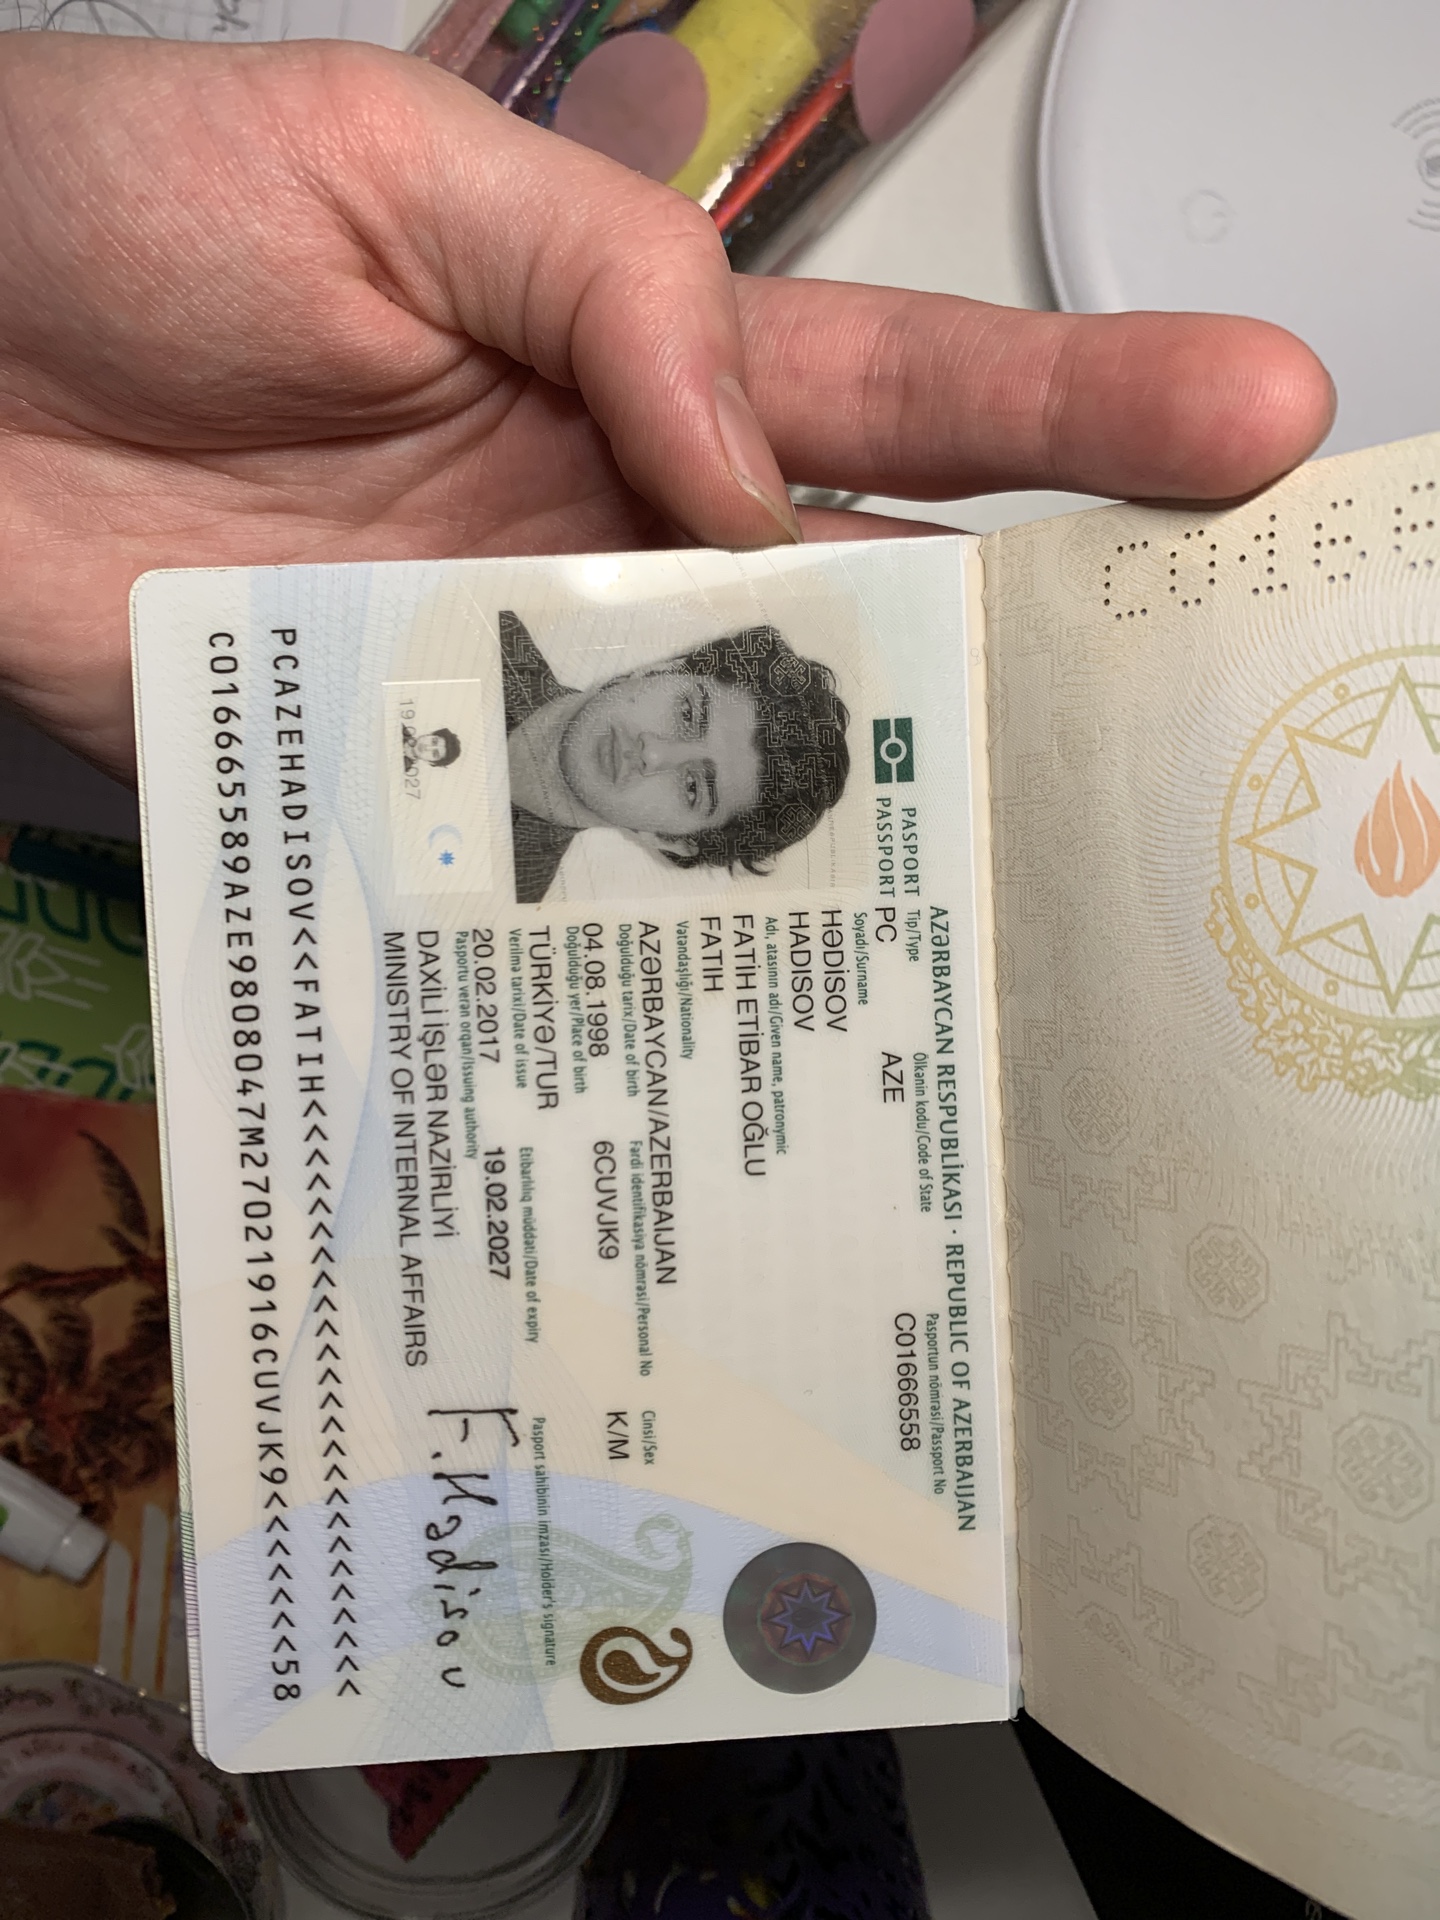 AZƏRBAYCAN RESPUBLİKASI · REPUBLIC OF AZERBAIJAN
PASPORT
PASSPORT
Tip/Type
Ölkənin kodu/Code of State
Pasportun nömrəsi/Passport No
PC
AZE
C01666558
Soyadı/Surname
HƏDİSOV
HADISOV
Adı, atasının adı/Given name, patronymic
FATİH ETİBAR OĞLU
FATIH
Vətəndaşlığı/Nationality
AZƏRBAYCAN/AZERBAIJAN
Doğulduğu tarix/Date of birth
Fərdi identifikasiya nömrəsi/Personal No
Cinsi/Sex
04.08.1998
6CUVJK9
K/M
Doğulduğu yer/Place of birth
TÜRKİYƏ/TUR
Verilmə tarixi/Date of issue
Etibarlılıq müddəti/Date of expiry
Pasport sahibinin imzası/Holder's signature
20.02.2017
19.02.2027
F.Hədisov
Pasportu verən orqan/Issuing authority
DAXİLİ İŞLƏR NAZİRLİYİ
MINISTRY OF INTERNAL AFFAIRS
19.02.2027
PCAZEHADISOV<<FATIH<<<<<<<<<<<<<<<<<<<<<<<<<
C016665589AZE9808047M27021916CUVJK9<<<<<<<58